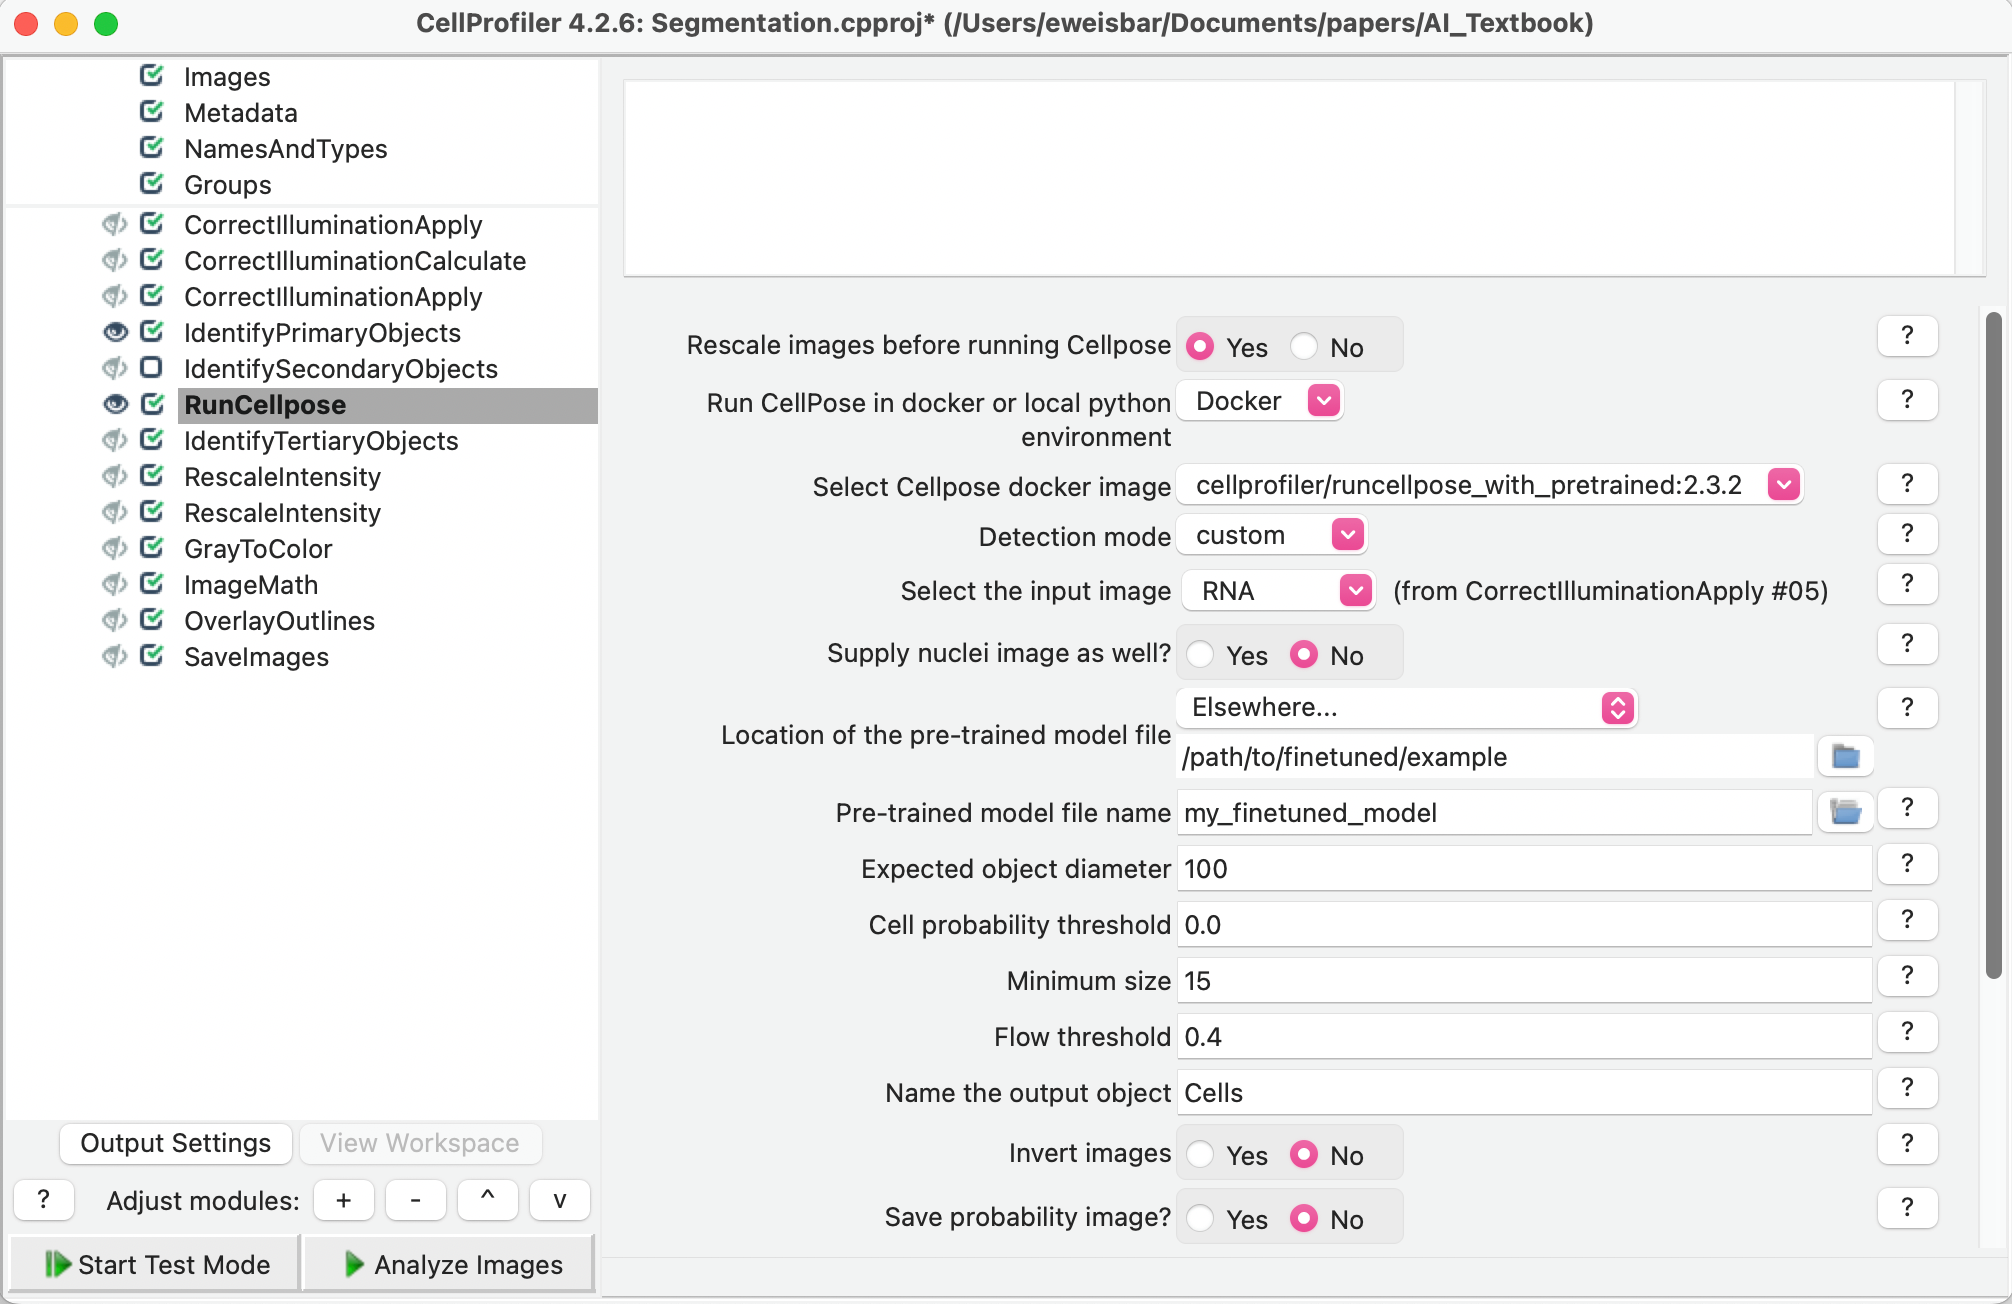 CellProfiler 4.2.6: Segmentation.cpproj* (/Users/eweisbar/Documents/papers/AI_Textbook)
Images
Metadata
NamesAndTypes
Groups
CorrectIlluminationApply
CorrectIlluminationCalculate
CorrectIlluminationApply
IdentifyPrimaryObjects
IdentifySecondaryObjects
RunCellpose
IdentifyTertiaryObjects
RescaleIntensity
RescaleIntensity
GrayToColor
ImageMath
OverlayOutlines
SaveImages
Output Settings View Workspace
? Adjust modules: + - ^ v
Start Test Mode Analyze Images
Rescale images before running Cellpose Yes No ?
Run CellPose in docker or local python
environment Docker ?
Select Cellpose docker image cellprofiler/runcellpose_with_pretrained:2.3.2 ?
Detection mode custom ?
Select the input image RNA (from CorrectIlluminationApply #05) ?
Supply nuclei image as well? Yes No ?
Location of the pre-trained model file Elsewhere... ?
/path/to/finetuned/example
Pre-trained model file name my_finetuned_model ?
Expected object diameter 100 ?
Cell probability threshold 0.0 ?
Minimum size 15 ?
Flow threshold 0.4 ?
Name the output object Cells ?
Invert images Yes No ?
Save probability image? Yes No ?